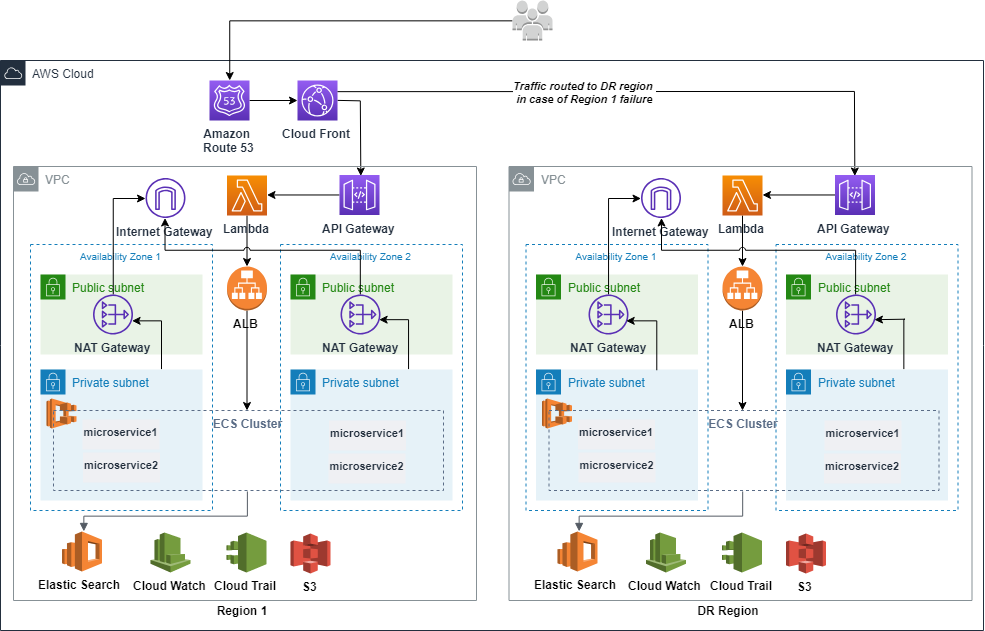 AWS Cloud
53
Amazon
Route 53
Cloud Front
Traffic routed to DR region
in case of Region 1 failure
VPC
Internet Gateway
Lambda
API Gateway
Availability Zone 1
Availability Zone 2
Public subnet
Public subnet
NAT Gateway
ALB
NAT Gateway
Private subnet
Private subnet
ECS Cluster
microservice1
microservice1
microservice2
microservice2
Elastic Search
Cloud Watch
Cloud Trail
S3
Region 1
VPC
Internet Gateway
Lambda
API Gateway
Availability Zone 1
Availability Zone 2
Public subnet
Public subnet
NAT Gateway
ALB
NAT Gateway
Private subnet
Private subnet
ECS Cluster
microservice1
microservice1
microservice2
microservice2
Elastic Search
Cloud Watch
Cloud Trail
S3
DR Region